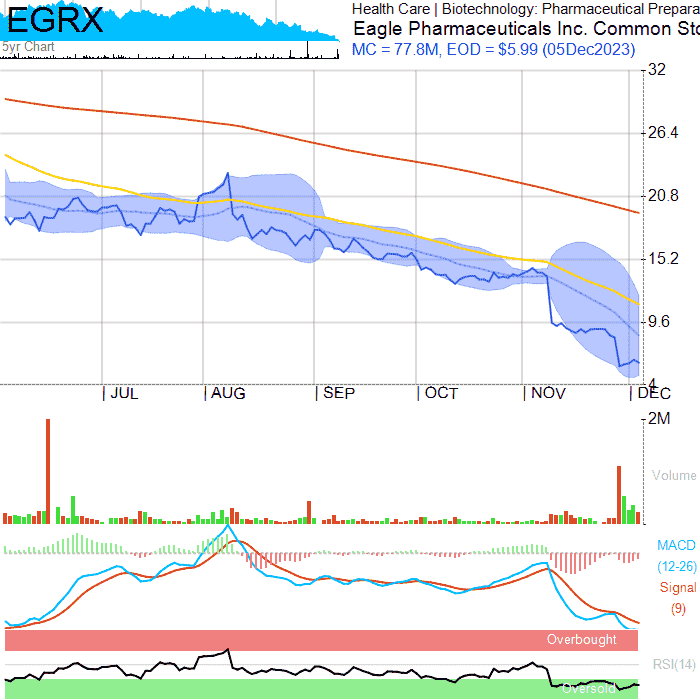 EGRX
Health Care | Biotechnology: Pharmaceutical Prepara
Eagle Pharmaceuticals Inc. Common Sto
5yr Chart
MC = 77.8M, EOD = $5.99 (05Dec2023)
32
26.4
20.8
15.2
9.6
4
JUL AUG SEP OCT NOV DEC
2M
Volume
MACD
(12-26)
Signal
(9)
Overbought
RSI(14)
Oversold